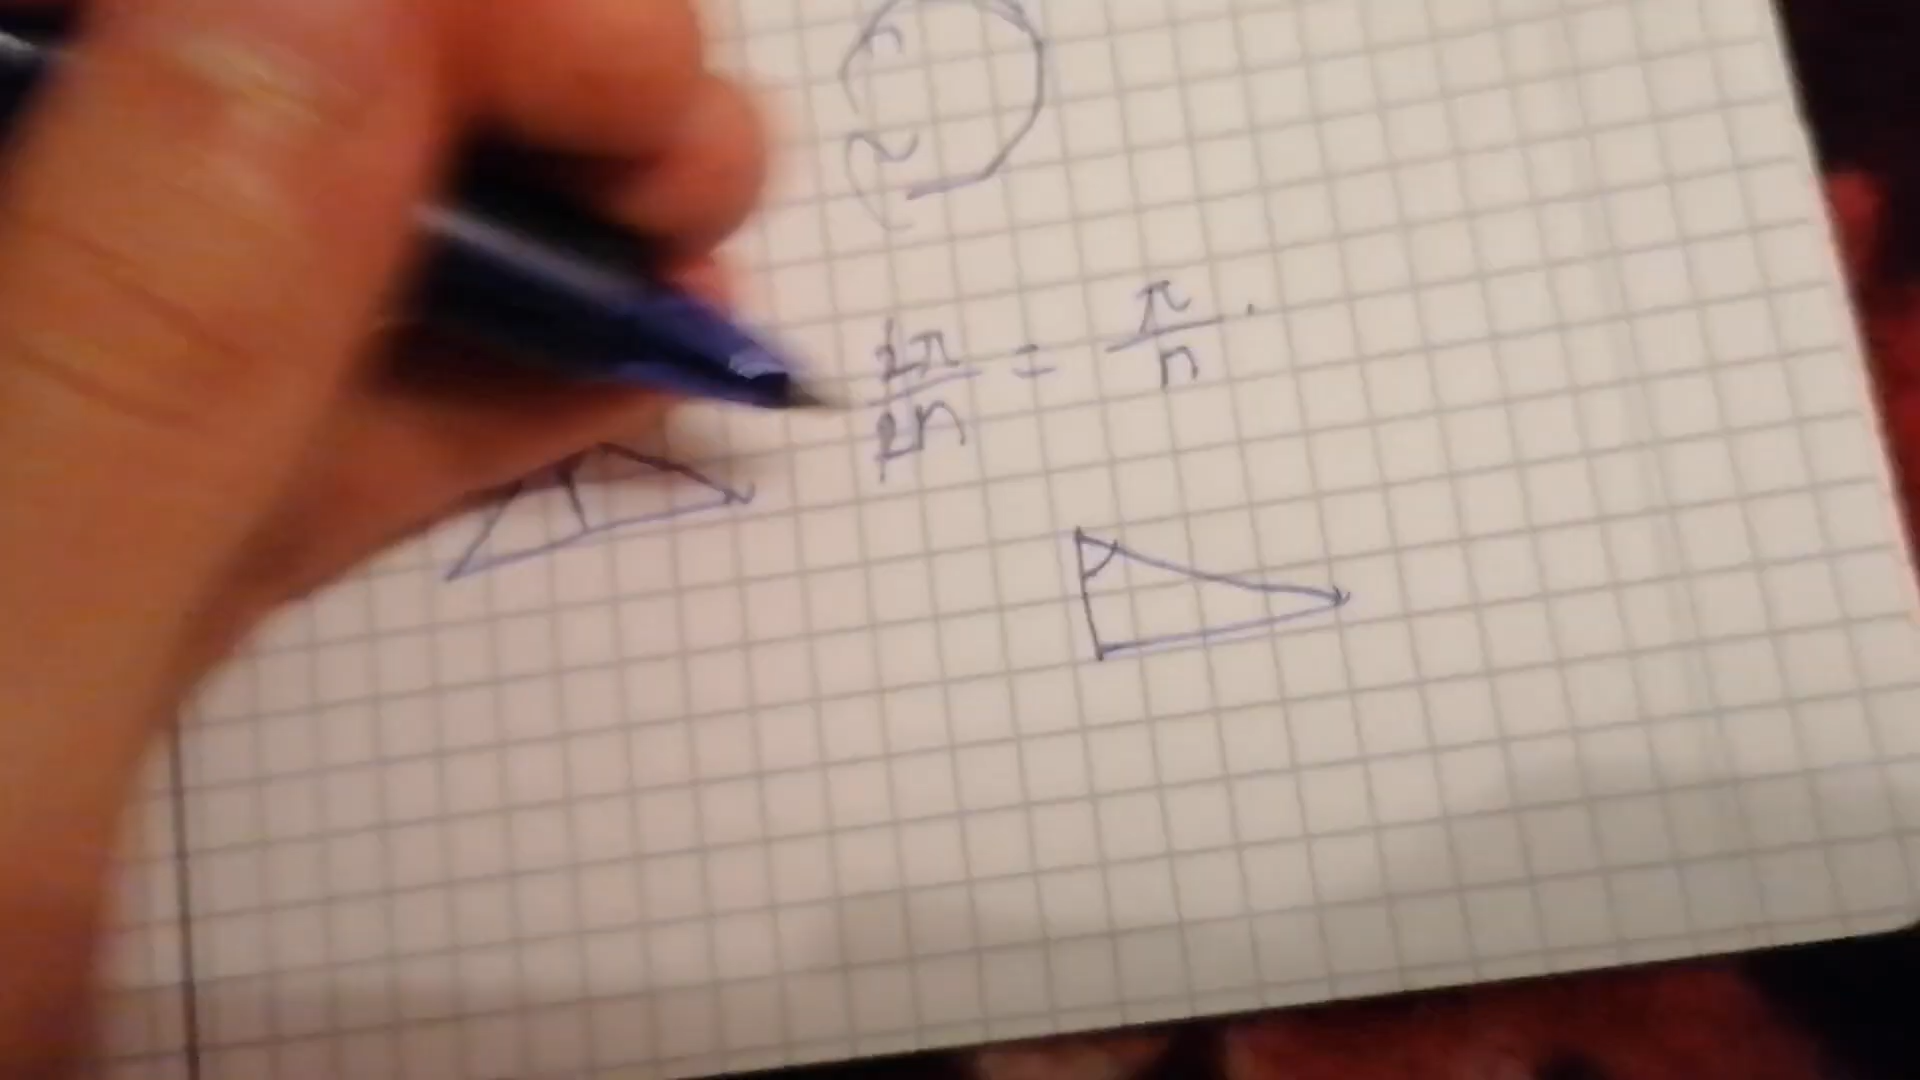 2π/2n = π/n.